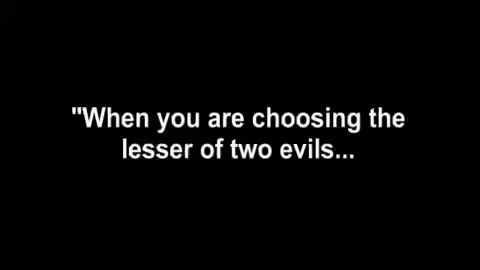 "When you are choosing the
lesser of two evils...